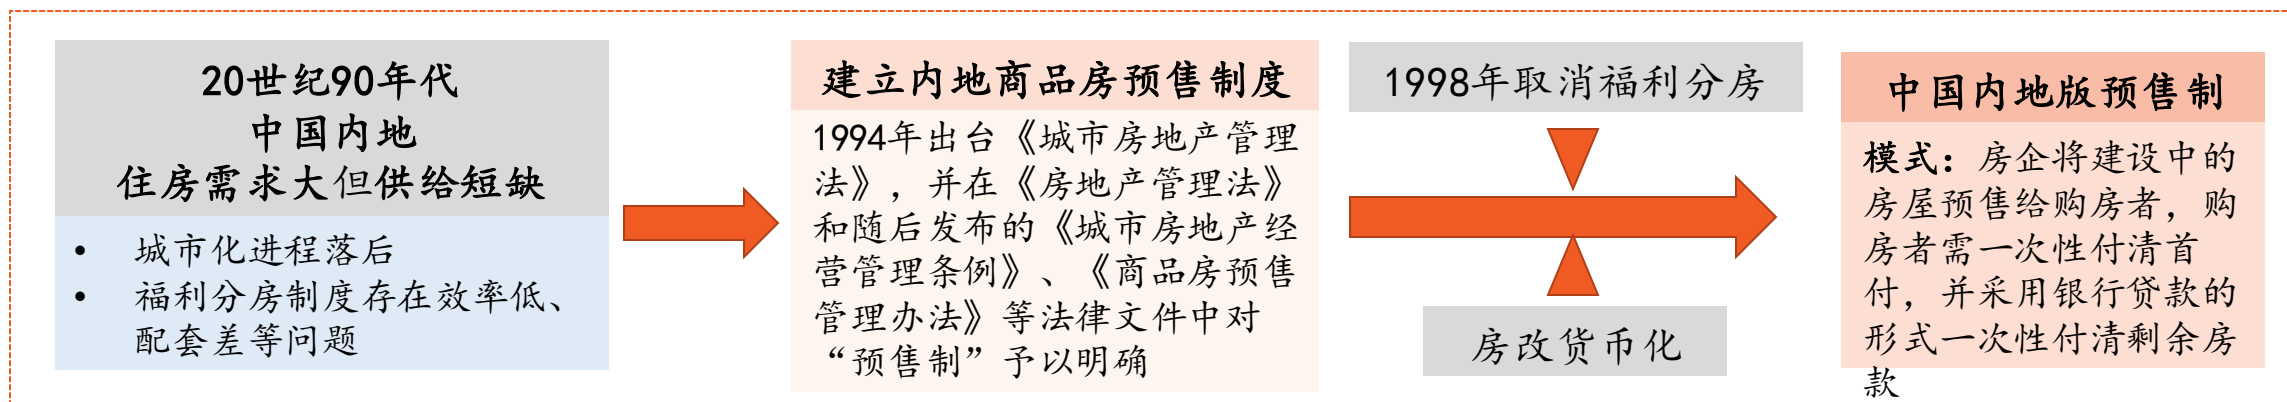 20世纪90年代
中国内地
住房需求大但供给短缺
• 城市化进程落后
• 福利分房制度存在效率低、
配套差等问题
建立内地商品房预售制度
1994年出台《城市房地产管理
法》，并在《房地产管理法》
和随后发布的《城市房地产经
营管理条例》、《商品房预售
管理办法》等法律文件中对
“预售制”予以明确
1998年取消福利分房
房改货币化
中国内地版预售制
模式：房企将建设中的
房屋预售给购房者，购
房者需一次性付清首
付，并采用银行贷款的
形式一次性付清剩余房
款